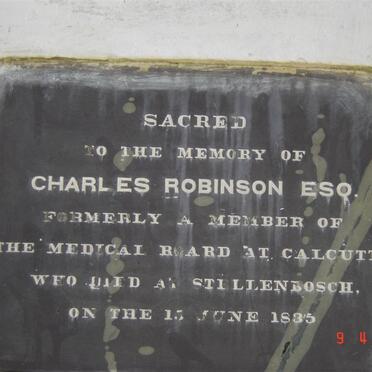 SACRED
TO THE MEMORY OF
CHARLES ROBINSON ESQ.
FORMERLY A MEMBER OF
THE MEDICAL BOARD AT CALCUTT
WHO DIED AT STELLENBOSCH,
ON THE JUNE 1835
9 4